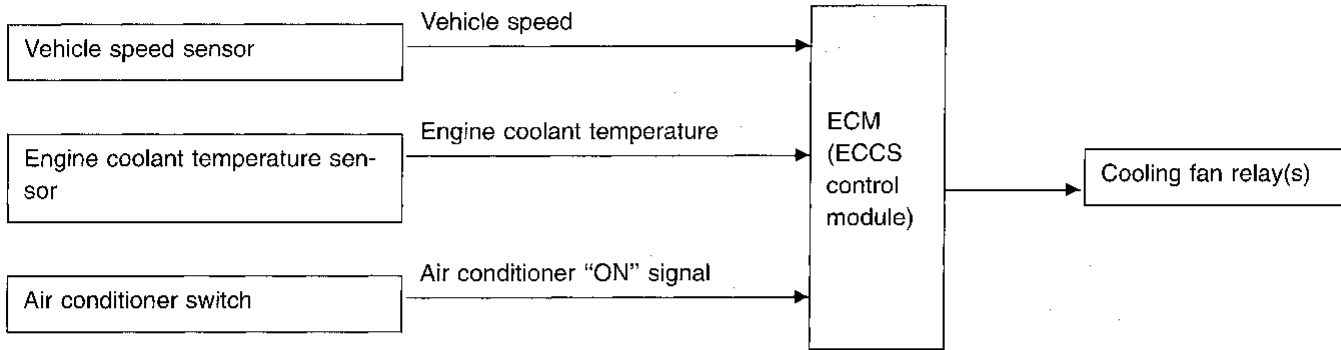 Vehicle speed sensor
Vehicle speed
Engine coolant temperature sen-
sor
Engine coolant temperature
Air conditioner switch
Air conditioner “ON” signal
ECM
(ECCS
control
module)
Cooling fan relay(s)